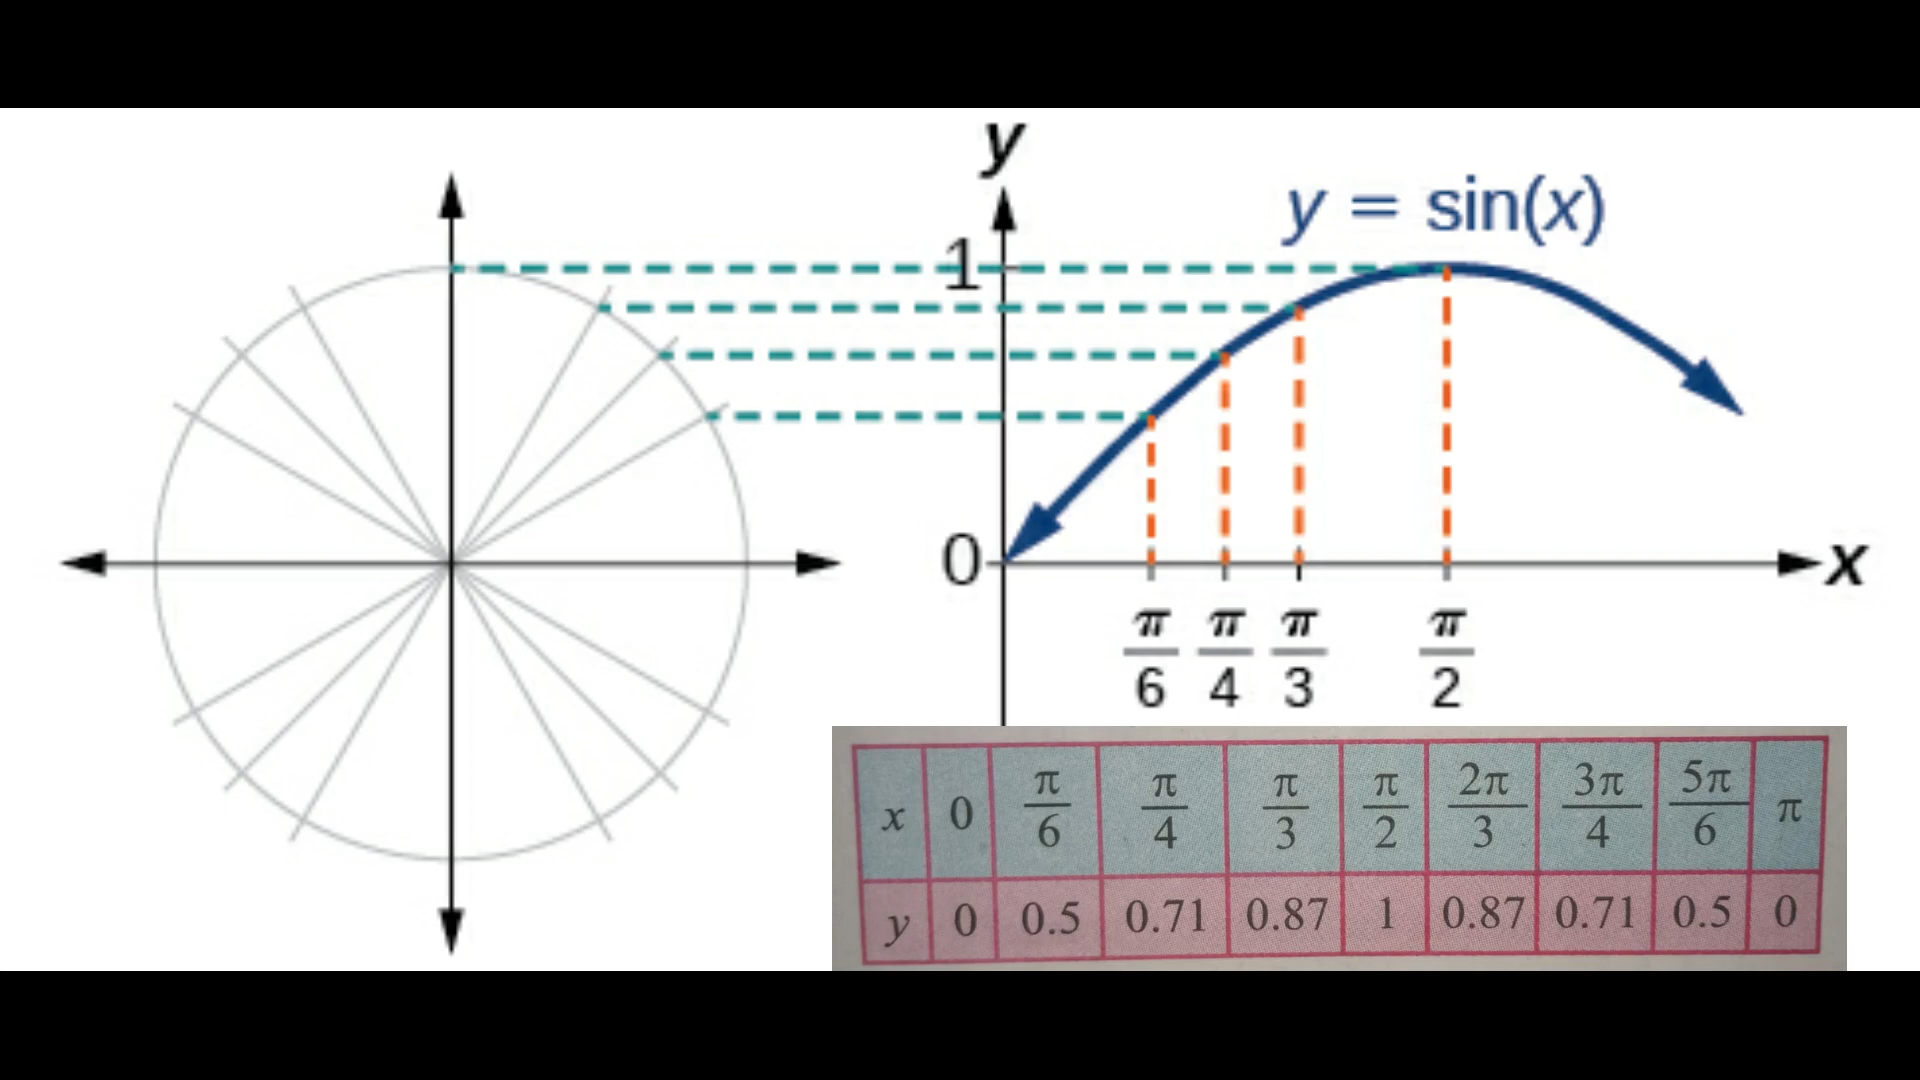 y
y = sin(x)
1
0
x
π/6 π/4 π/3 π/2
x 0 π/6 π/4 π/3 π/2 2π/3 3π/4 5π/6 π
y 0 0.5 0.71 0.87 1 0.87 0.71 0.5 0